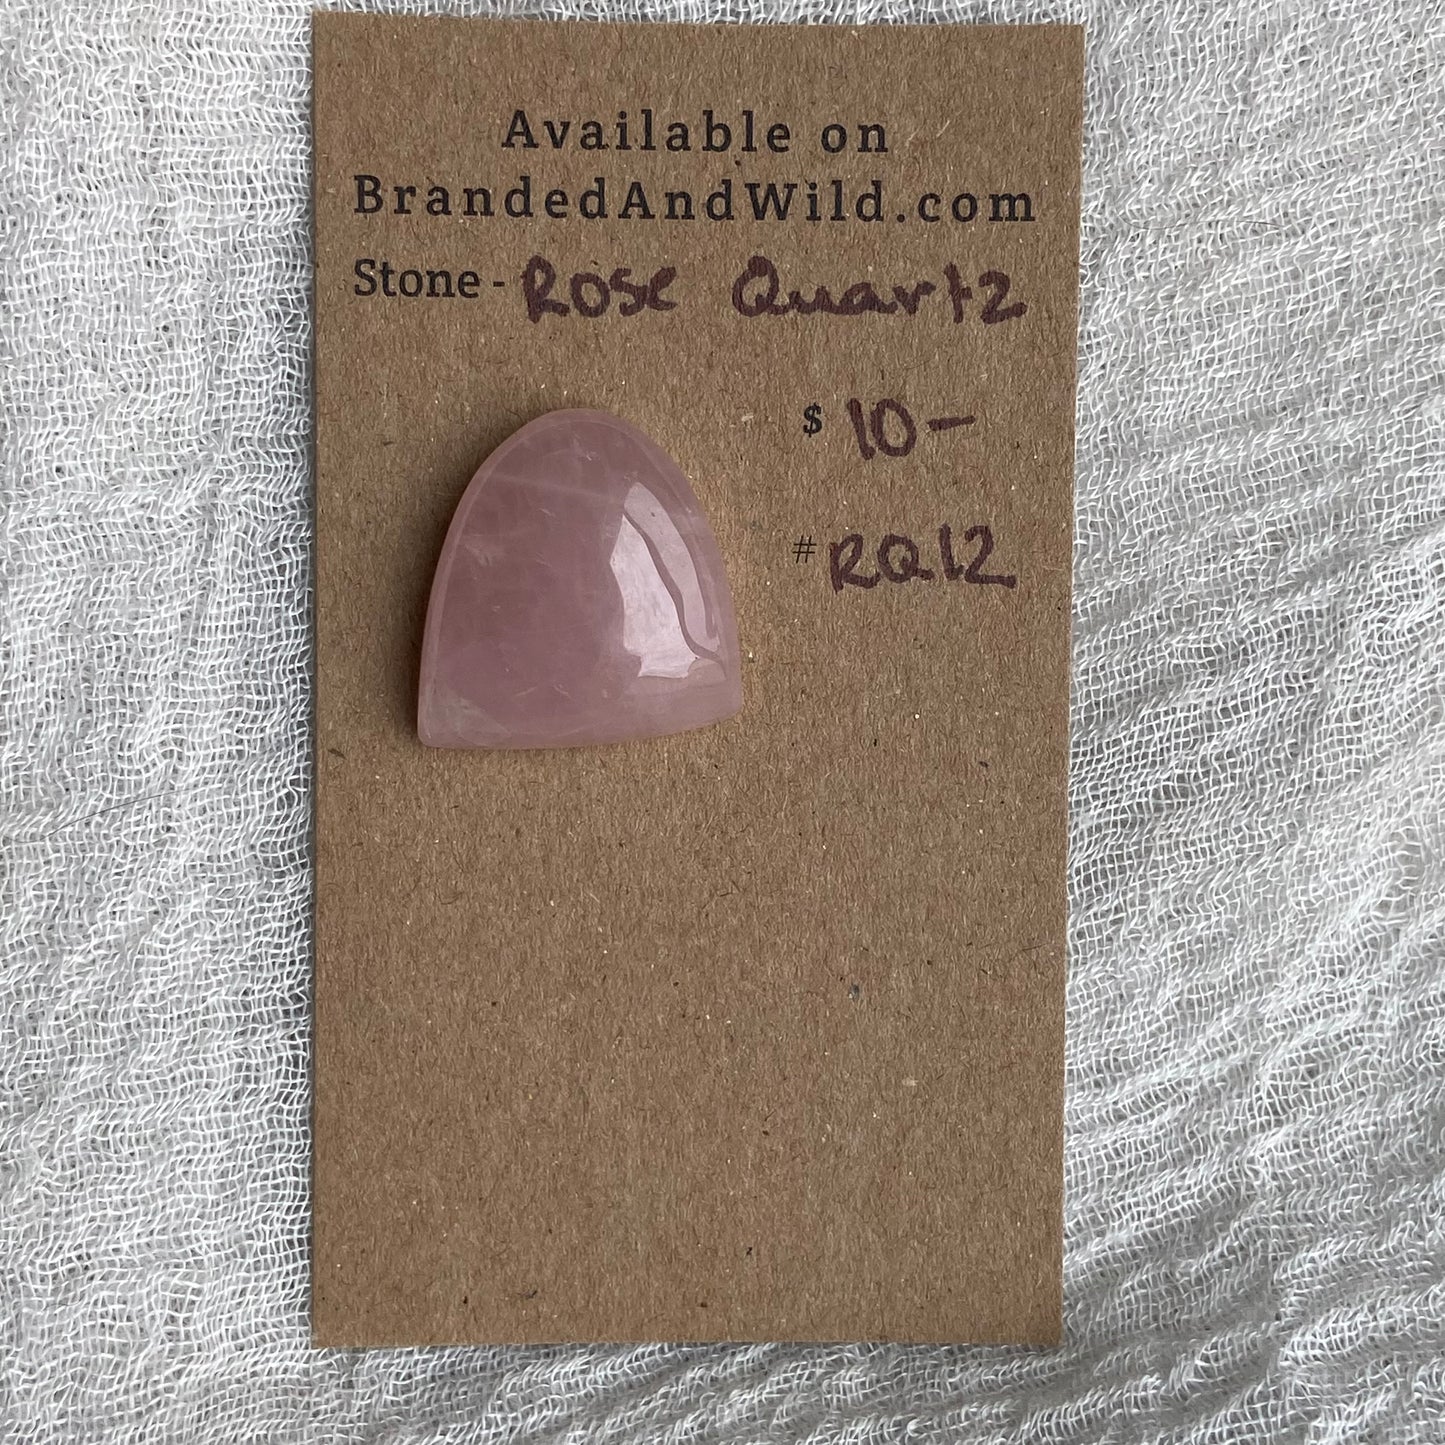 Available on
BrandedAndWild.com
Stone - Rose Quartz
$ 10-
# RQ12